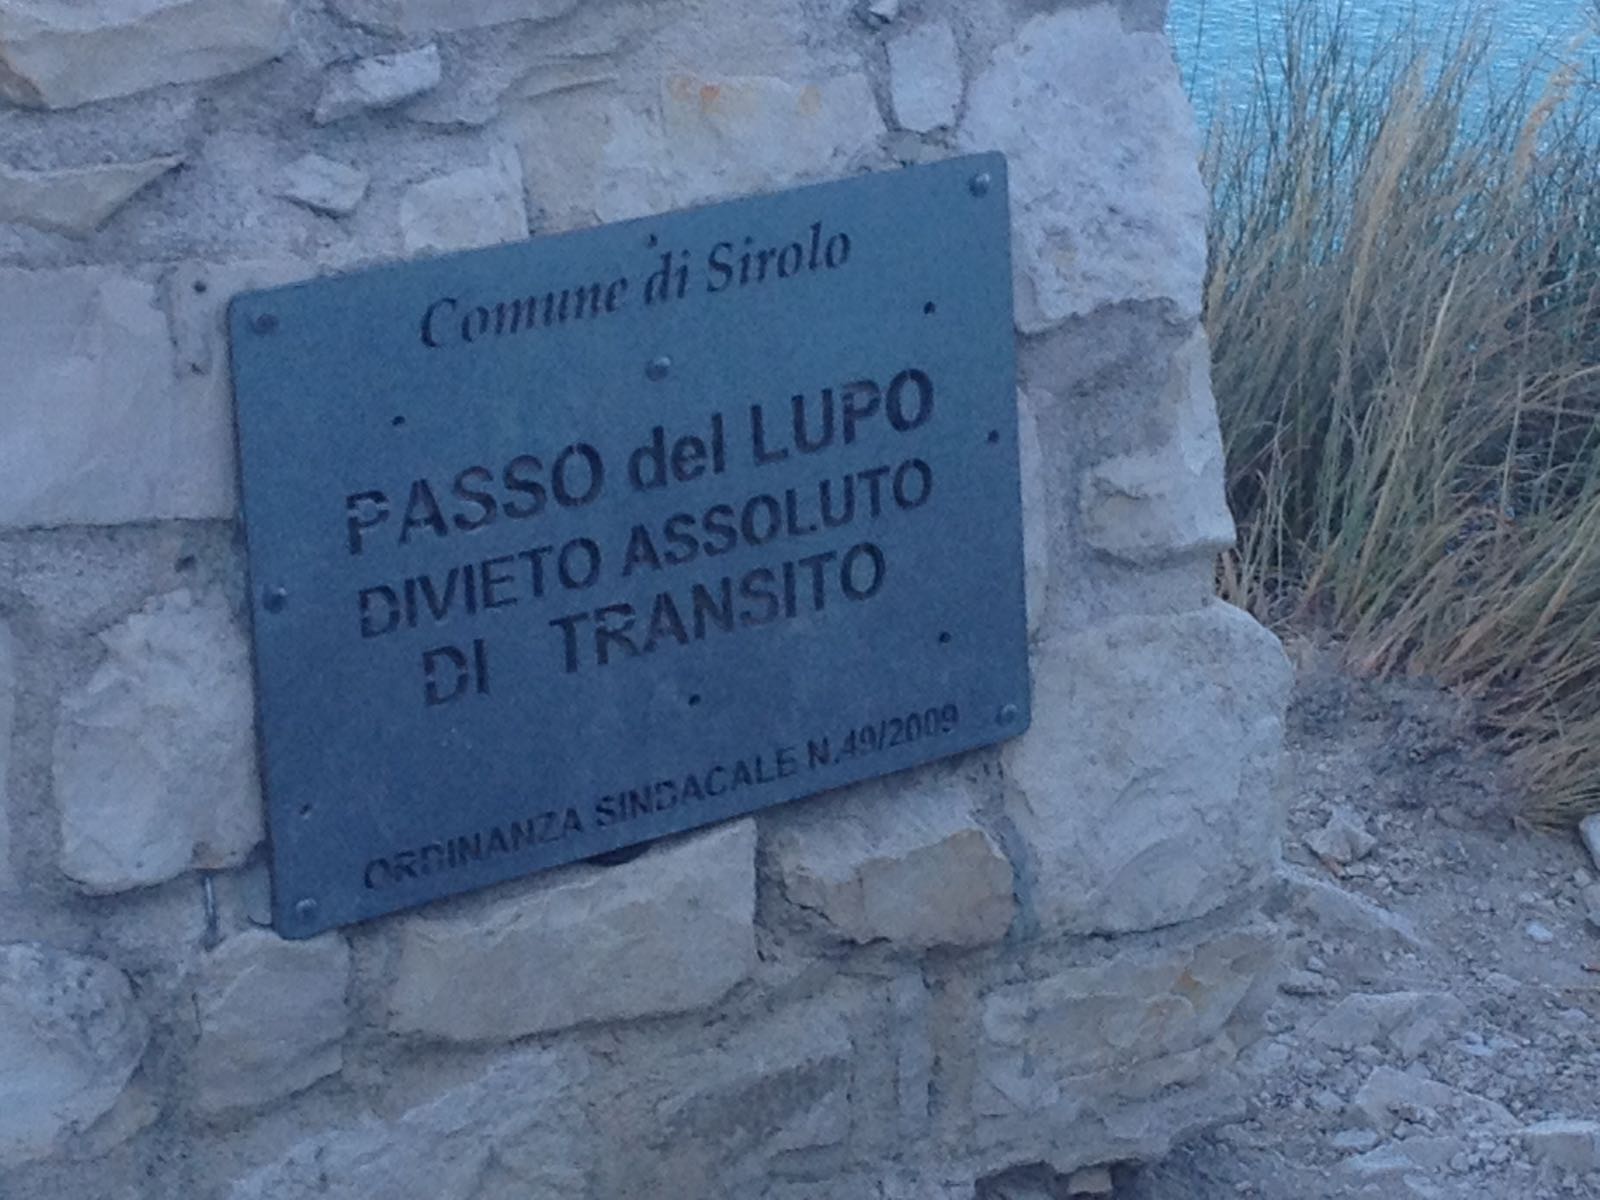 Comune di Sirolo
PASSO del LUPO
DIVIETO ASSOLUTO
DI TRANSITO
ORDINANZA SINDACALE N.49/2009